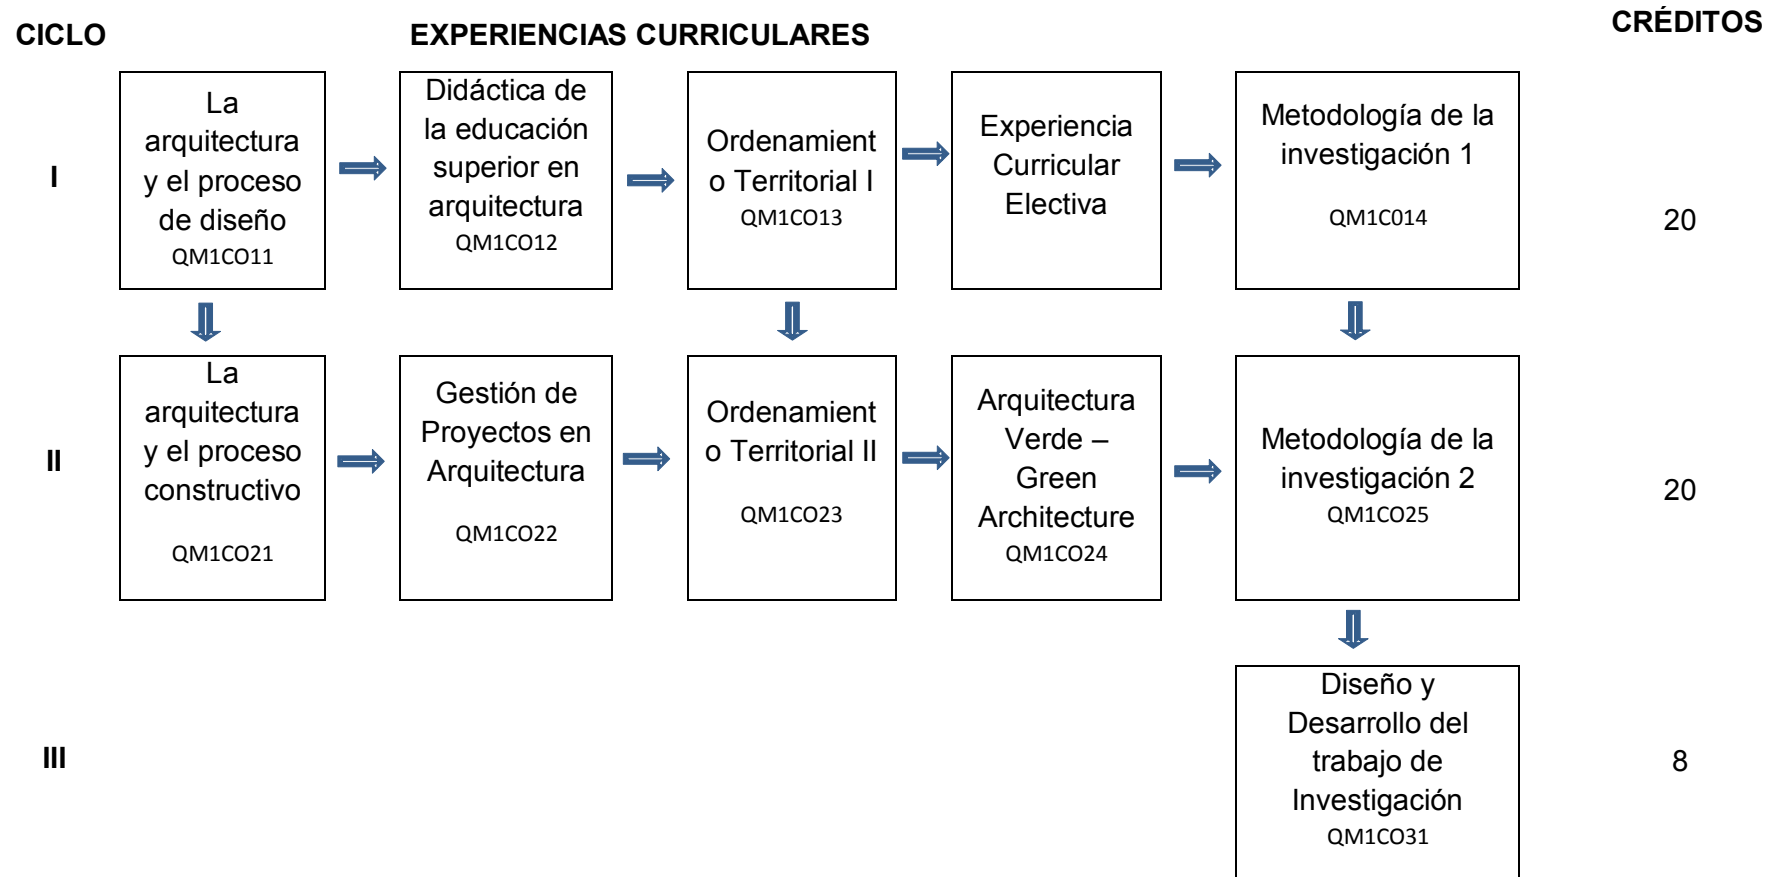 CICLO
EXPERIENCIAS CURRICULARES
CRÉDITOS
I
La
arquitectura
y el proceso
de diseño
QM1CO11
Didáctica de
la educación
superior en
arquitectura
QM1CO12
Ordenamient
o Territorial I
QM1CO13
Experiencia
Curricular
Electiva
Metodología de la
investigación 1
QM1C014
20
II
La
arquitectura
y el proceso
constructivo
QM1CO21
Gestión de
Proyectos en
Arquitectura
QM1CO22
Ordenamient
o Territorial II
QM1CO23
Arquitectura
Verde –
Green
Architecture
QM1CO24
Metodología de la
investigación 2
QM1CO25
20
III
Diseño y
Desarrollo del
trabajo de
Investigación
QM1CO31
8